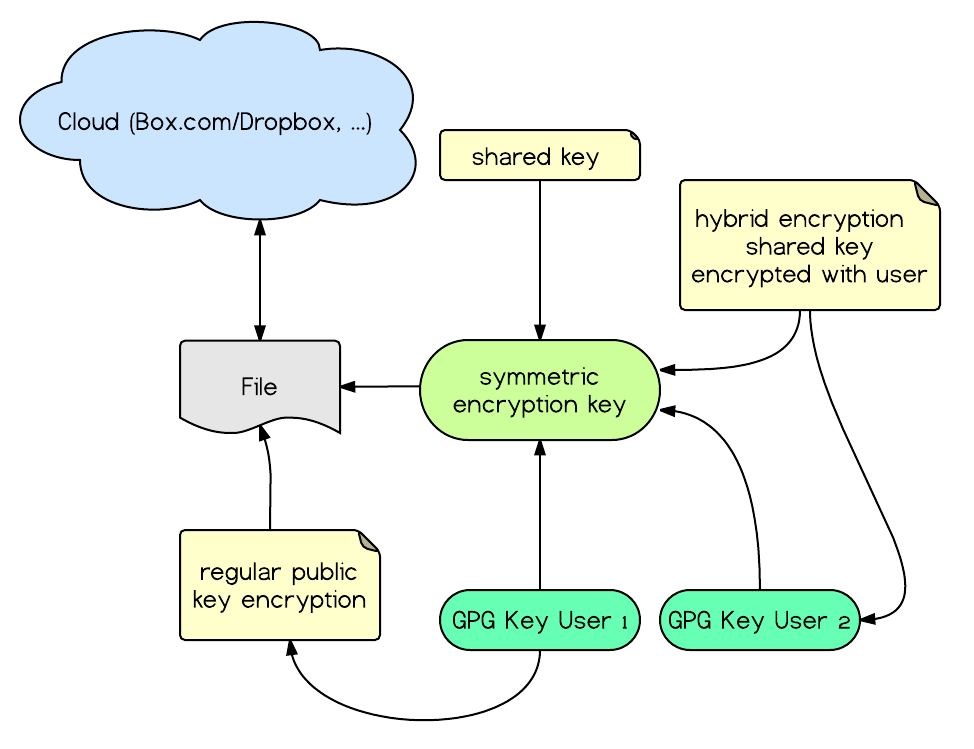 Cloud (Box.com/Dropbox, ...)
shared key
hybrid encryption
shared key
encrypted with user
File
symmetric
encryption key
regular public
key encryption
GPG Key User 1
GPG Key User 2